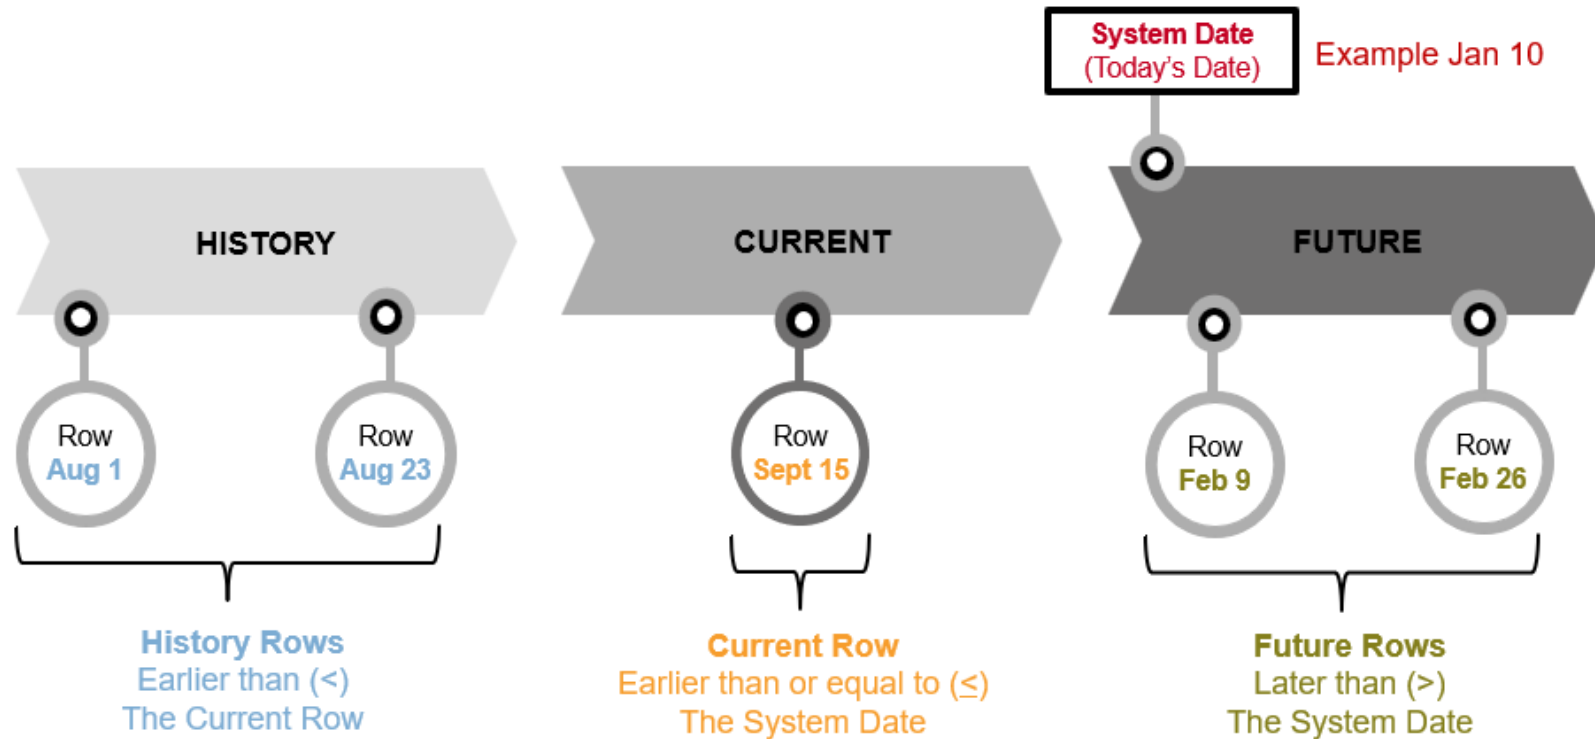 System Date
(Today's Date)
Example Jan 10
HISTORY
CURRENT
FUTURE
Row
Aug 1
Row
Aug 23
Row
Sept 15
Row
Feb 9
Row
Feb 26
History Rows
Earlier than (<)
The Current Row
Current Row
Earlier than or equal to (≤)
The System Date
Future Rows
Later than (>)
The System Date